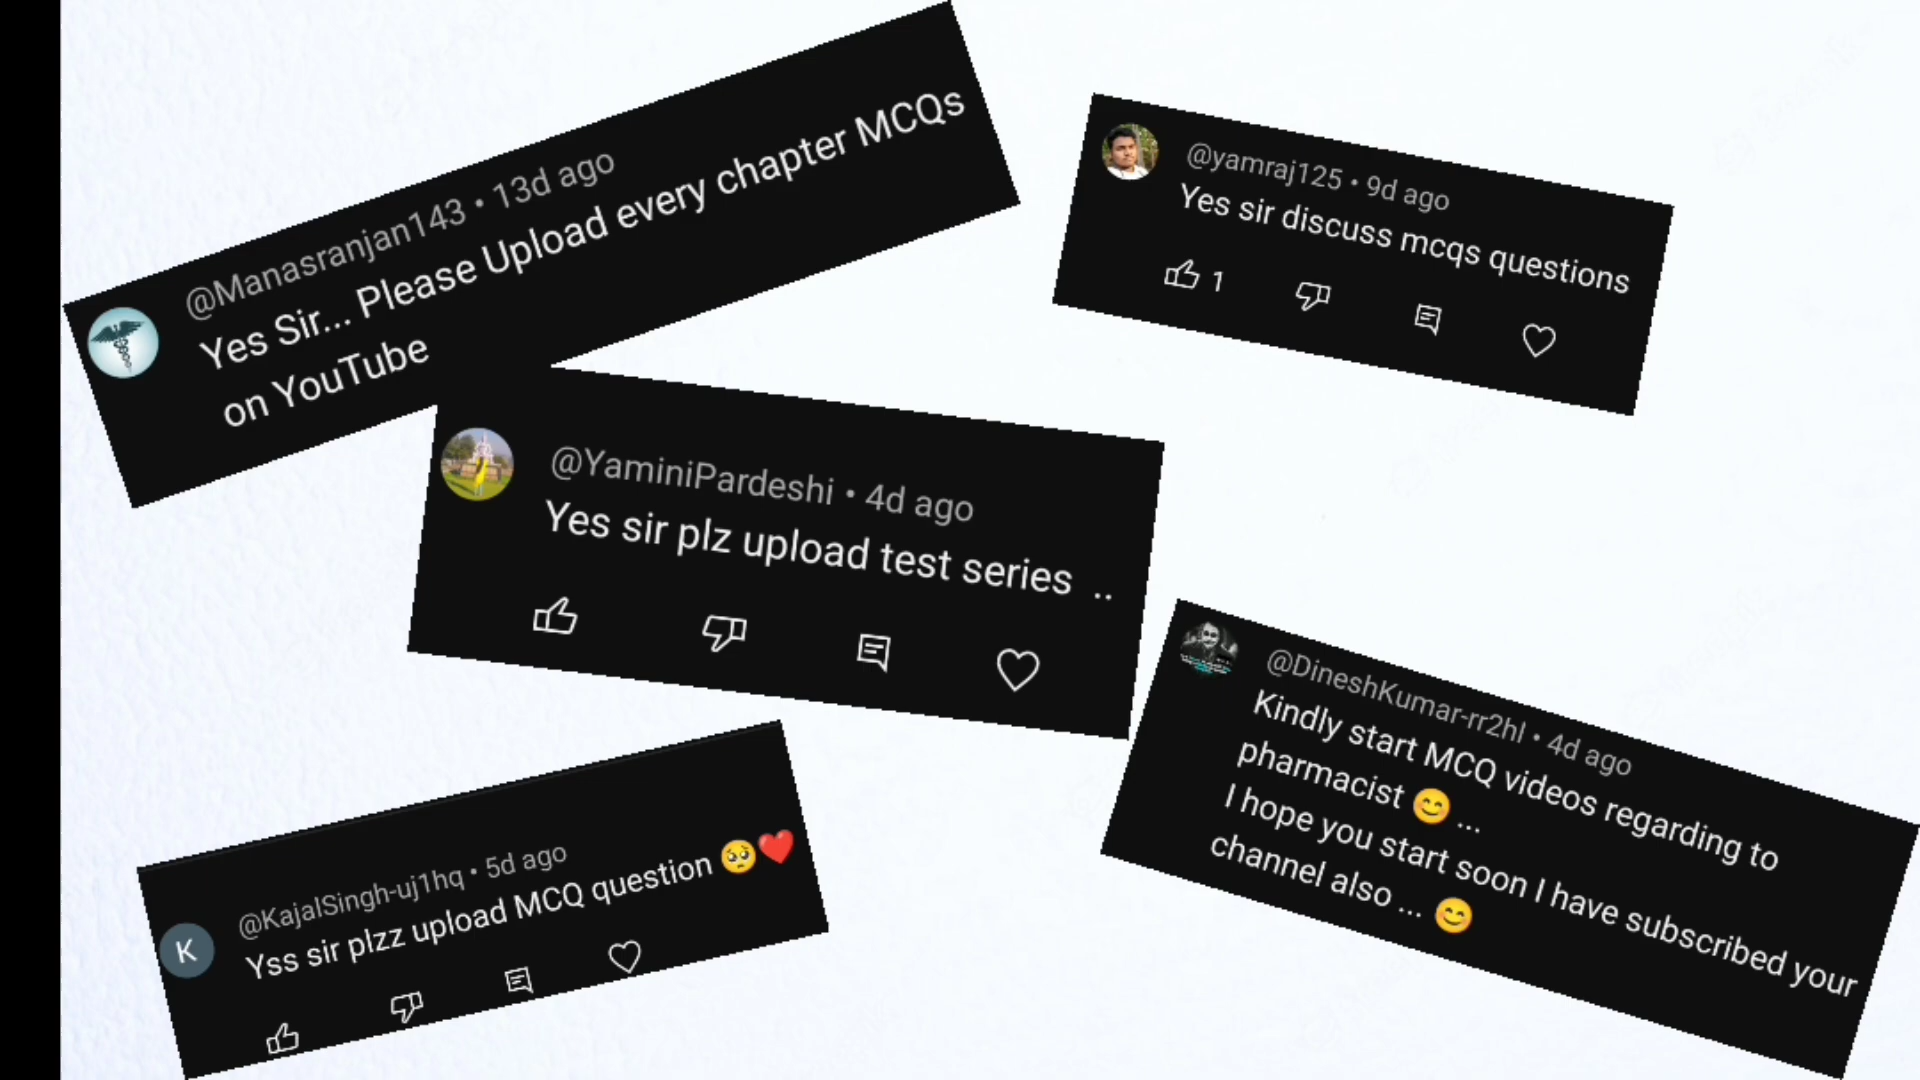 @Manasranjan143 • 13d ago
Yes Sir... Please Upload every chapter MCQs
on YouTube
@yamraj125 • 9d ago
Yes sir discuss mcqs questions
1
@YaminiPardeshi • 4d ago
Yes sir plz upload test series ..
@DineshKumar-rr2hl • 4d ago
Kindly start MCQ videos regarding to
pharmacist 😊 ...
I hope you start soon I have subscribed your
channel also ... 😊
K
@KajalSingh-uj1hq • 5d ago
Yss sir plzz upload MCQ question 🥺❤️